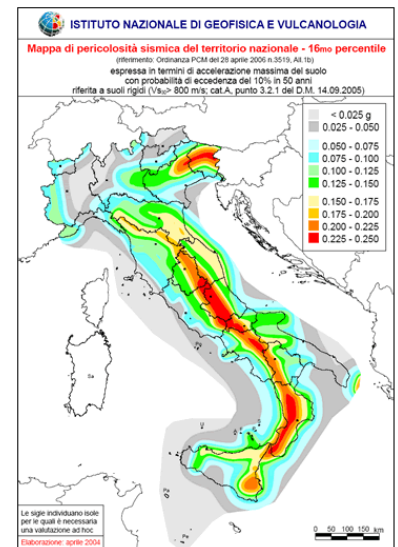 ISTITUTO NAZIONALE DI GEOFISICA E VULCANOLOGIA
Mappa di pericolosità sismica del territorio nazionale - 16mo percentile
(riferimento: Ordinanza PCM del 28 aprile 2006 n.3519, All.1b)
espressa in termini di accelerazione massima del suolo
con probabilità di eccedenza del 10% in 50 anni
riferita a suoli rigidi (Vs30> 800 m/s; cat.A, punto 3.2.1 del D.M. 14.09.2005)
< 0.025 g
0.025 - 0.050
0.050 - 0.075
0.075 - 0.100
0.100 - 0.125
0.125 - 0.150
0.150 - 0.175
0.175 - 0.200
0.200 - 0.225
0.225 - 0.250
Le sigle individuano isole
per le quali è necessaria
una valutazione ad hoc
Elaborazione: aprile 2004
0 50 100 150 km